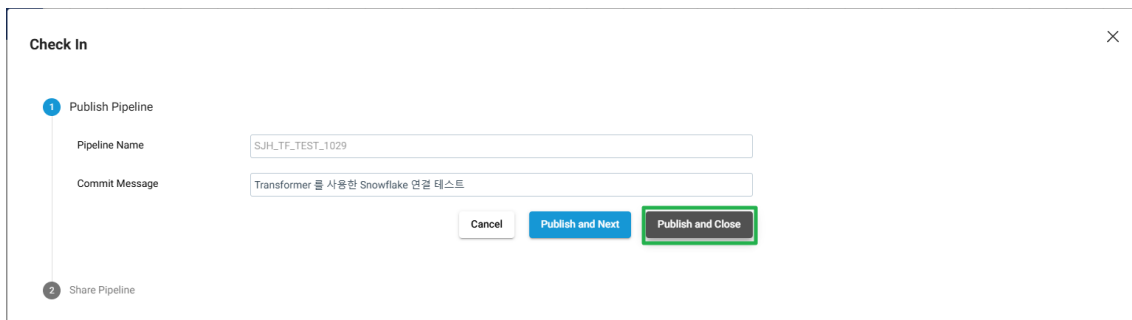 Check In
1 Publish Pipeline
Pipeline Name SJH_TF_TEST_1029
Commit Message Transformer 를 사용한 Snowflake 연결 테스트
Cancel Publish and Next Publish and Close
2 Share Pipeline